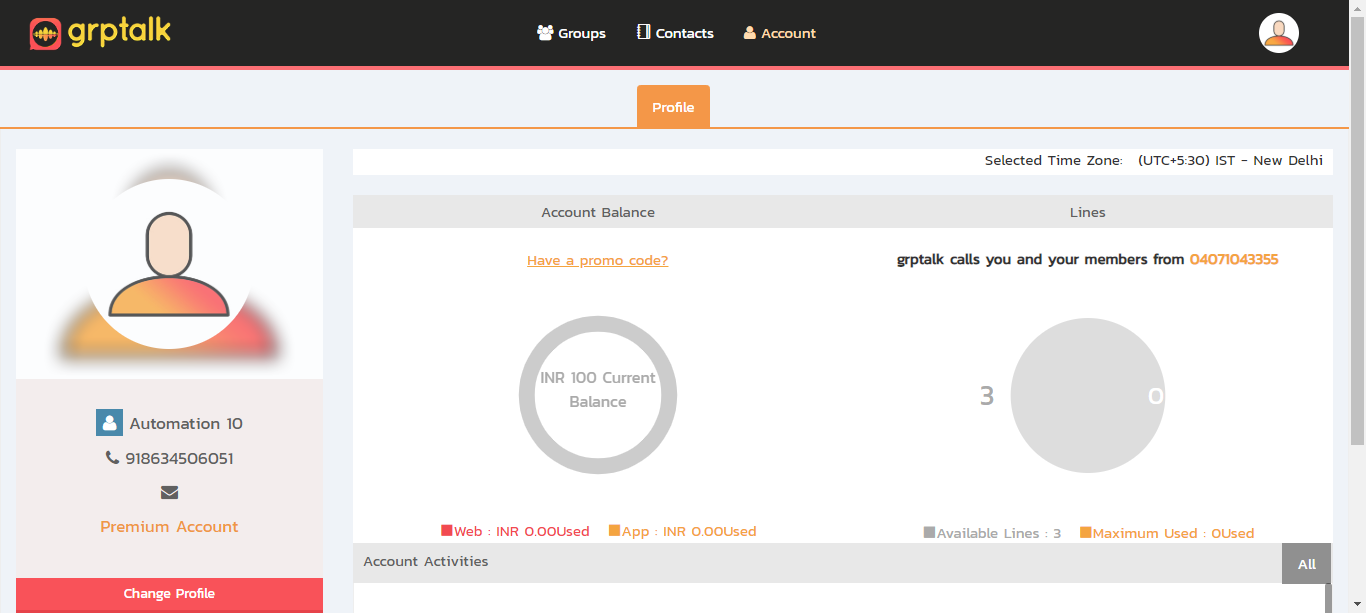 grptalk
Groups Contacts Account
Profile
Selected Time Zone: (UTC+5:30) IST - New Delhi
Account Balance
Lines
Have a promo code?
grptalk calls you and your members from 04071043355
INR 100 Current
Balance
3
0
Automation 10
918634506051
Premium Account
Change Profile
Web : INR 0.00Used App : INR 0.00Used
Available Lines : 3 Maximum Used : 0Used
Account Activities
All